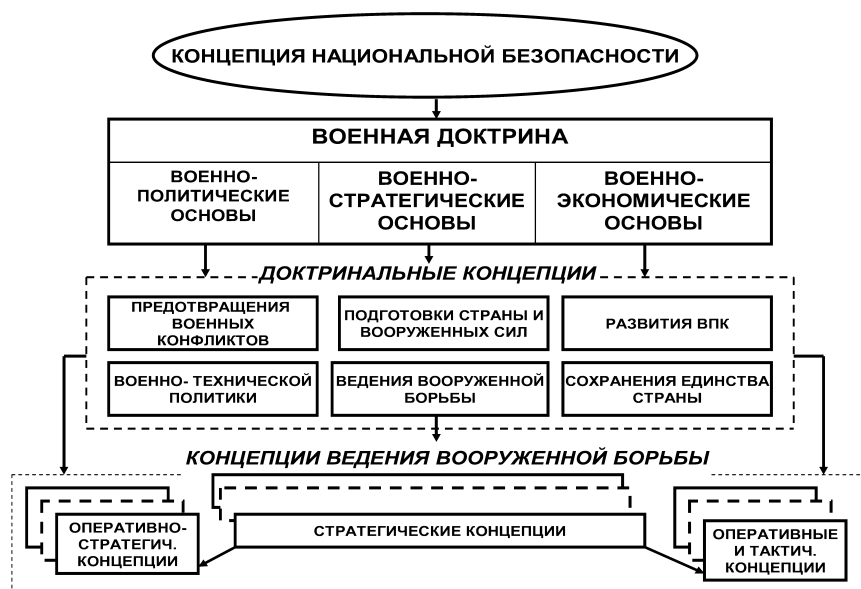 КОНЦЕПЦИЯ НАЦИОНАЛЬНОЙ БЕЗОПАСНОСТИ
ВОЕННАЯ ДОКТРИНА
ВОЕННО-
ПОЛИТИЧЕСКИЕ
ОСНОВЫ
ВОЕННО-
СТРАТЕГИЧЕСКИЕ
ОСНОВЫ
ВОЕННО-
ЭКОНОМИЧЕСКИЕ
ОСНОВЫ
ДОКТРИНАЛЬНЫЕ КОНЦЕПЦИИ
ПРЕДОТВРАЩЕНИЯ
ВОЕННЫХ
КОНФЛИКТОВ
ПОДГОТОВКИ СТРАНЫ И
ВООРУЖЕННЫХ СИЛ
РАЗВИТИЯ ВПК
ВОЕННО- ТЕХНИЧЕСКОЙ
ПОЛИТИКИ
ВЕДЕНИЯ ВООРУЖЕННОЙ
БОРЬБЫ
СОХРАНЕНИЯ ЕДИНСТВА
СТРАНЫ
КОНЦЕПЦИИ ВЕДЕНИЯ ВООРУЖЕННОЙ БОРЬБЫ
ОПЕРАТИВНО-
СТРАТЕГИЧ.
КОНЦЕПЦИИ
СТРАТЕГИЧЕСКИЕ КОНЦЕПЦИИ
ОПЕРАТИВНЫЕ
И ТАКТИЧ.
КОНЦЕПЦИИ